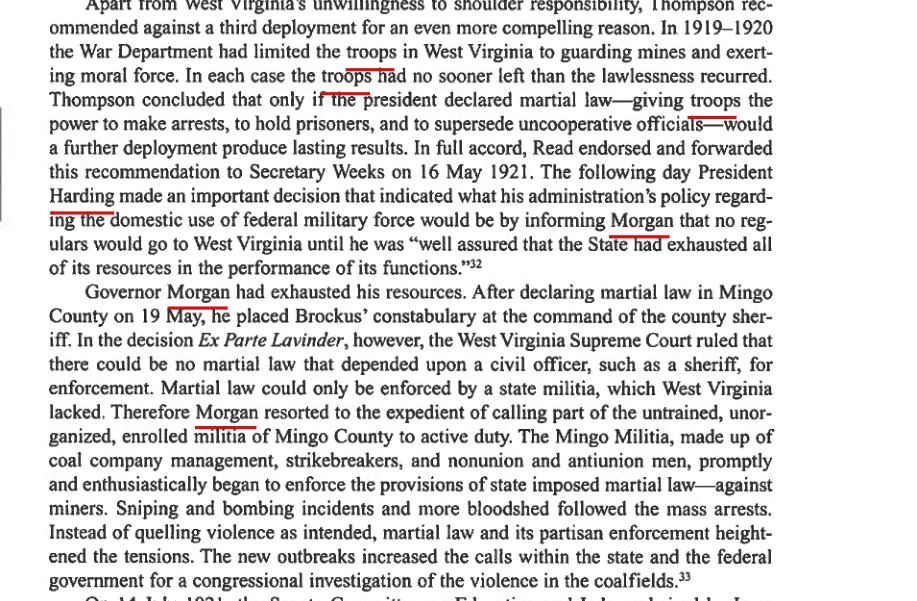 Apart from West Virginia's unwillingness to shoulder responsibility, Thompson rec-
ommended against a third deployment for an even more compelling reason. In 1919–1920
the War Department had limited the troops in West Virginia to guarding mines and exert-
ing moral force. In each case the troops had no sooner left than the lawlessness recurred.
Thompson concluded that only if the president declared martial law—giving troops the
power to make arrests, to hold prisoners, and to supersede uncooperative officials—would
a further deployment produce lasting results. In full accord, Read endorsed and forwarded
this recommendation to Secretary Weeks on 16 May 1921. The following day President
Harding made an important decision that indicated what his administration's policy regard-
ing the domestic use of federal military force would be by informing Morgan that no reg-
ulars would go to West Virginia until he was “well assured that the State had exhausted all
of its resources in the performance of its functions.”32
Governor Morgan had exhausted his resources. After declaring martial law in Mingo
County on 19 May, he placed Brockus’ constabulary at the command of the county sher-
iff. In the decision Ex Parte Lavinder, however, the West Virginia Supreme Court ruled that
there could be no martial law that depended upon a civil officer, such as a sheriff, for
enforcement. Martial law could only be enforced by a state militia, which West Virginia
lacked. Therefore Morgan resorted to the expedient of calling part of the untrained, unor-
ganized, enrolled militia of Mingo County to active duty. The Mingo Militia, made up of
coal company management, strikebreakers, and nonunion and antiunion men, promptly
and enthusiastically began to enforce the provisions of state imposed martial law—against
miners. Sniping and bombing incidents and more bloodshed followed the mass arrests.
Instead of quelling violence as intended, martial law and its partisan enforcement height-
ened the tensions. The new outbreaks increased the calls within the state and the federal
government for a congressional investigation of the violence in the coalfields.33